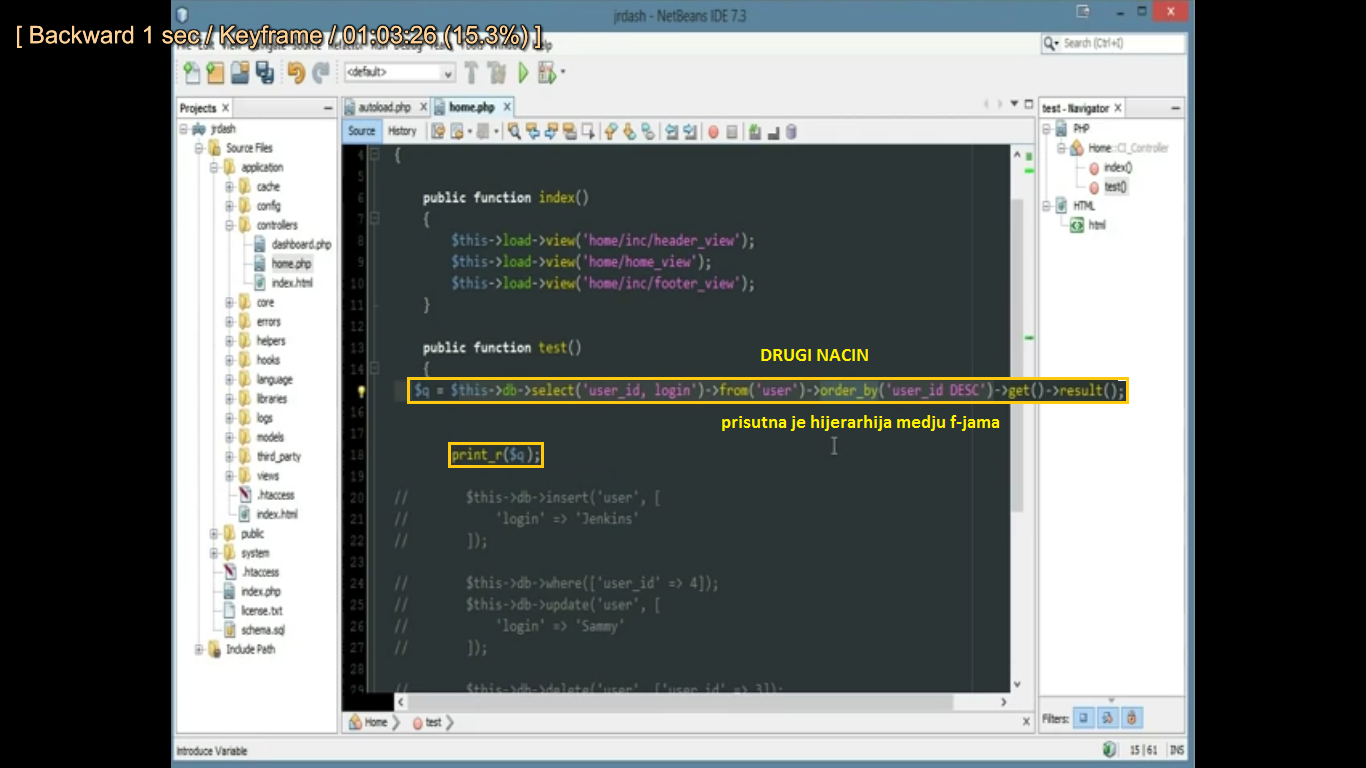 jrdash - NetBeans IDE 7.3
[ Backward 1 sec / Keyframe / 01:03:26 (15.3%) ]
Search (Ctrl+I)
<default>
Projects
autoload.php
home.php
test - Navigator
Source
History
jrdash
Source Files
application
cache
config
controllers
dashboard.php
home.php
index.html
core
errors
helpers
hooks
language
libraries
logs
models
third_party
views
.htaccess
index.html
public
system
.htaccess
index.php
license.txt
schema.sql
Include Path
4 {
5
6 public function index()
7 {
8 $this->load->view('home/inc/header_view');
9 $this->load->view('home/home_view');
10 $this->load->view('home/inc/footer_view');
11 }
12
13 public function test()
DRUGI NACIN
14 {
$q = $this->db->select('user_id, login')->from('user')->order_by('user_id DESC')->get()->result();
16
prisutna je hijerarhija medju f-jama
17
18 print_r($q);
19
20 // $this->db->insert('user', [
21 // 'login' => 'Jenkins'
22 // ]);
23
24 // $this->db->where(['user_id' => 4]);
25 // $this->db->update('user', [
26 // 'login' => 'Sammy'
27 // ]);
28
29 // $this->db->delete('user', ['user_id' => 3]);
PHP
Home::CI_Controller
index()
test()
HTML
html
Home
test
Filters:
Introduce Variable
15 | 61
INS